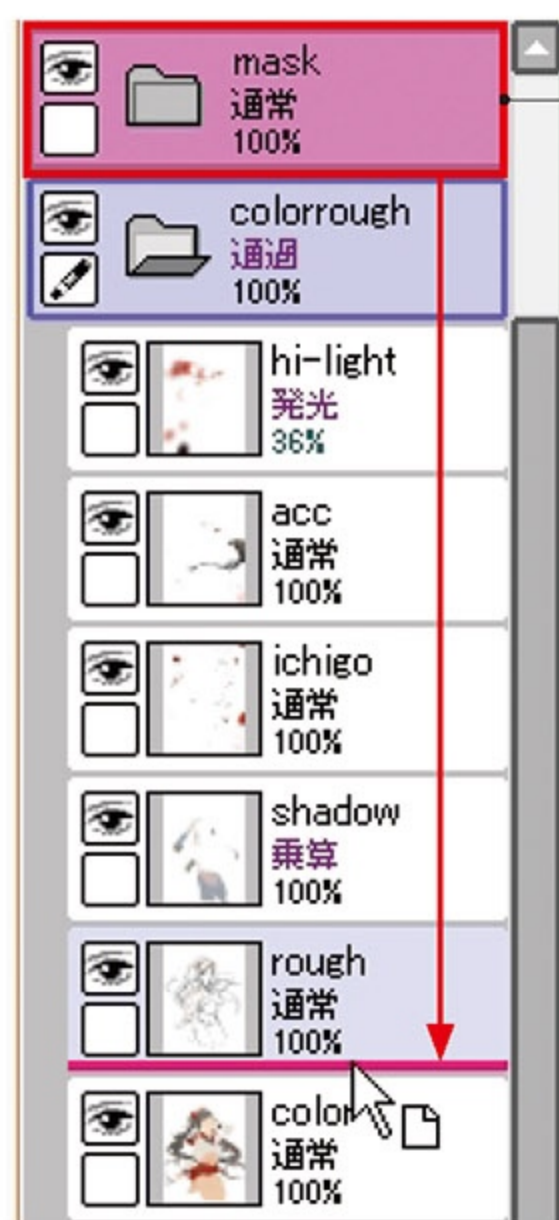 mask
通常
100%
colorrough
通過
100%
hi-light
発光
36%
acc
通常
100%
ichigo
通常
100%
shadow
乗算
100%
rough
通常
100%
color
通常
100%